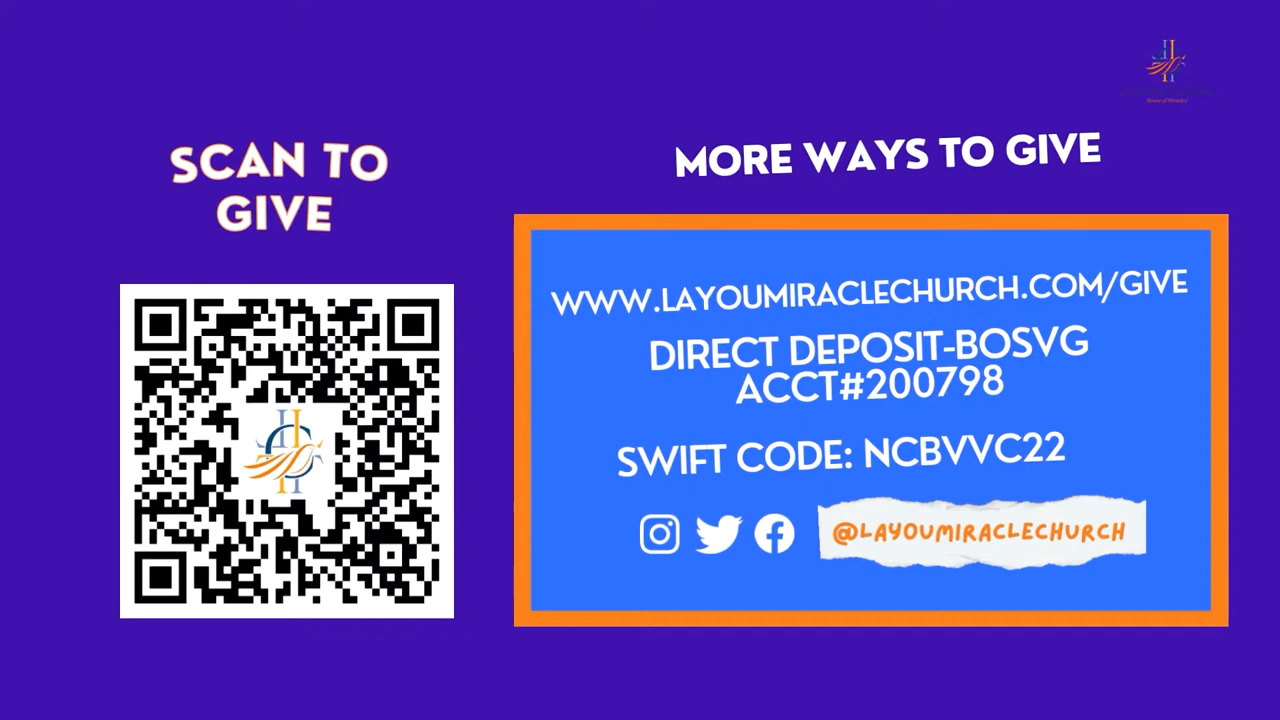 SCAN TO
GIVE
MORE WAYS TO GIVE
WWW.LAYOUMIRACLECHURCH.COM/GIVE
DIRECT DEPOSIT-BOSVG
ACCT#200798
SWIFT CODE: NCBVVC22
@LAYOUMIRACLECHURCH